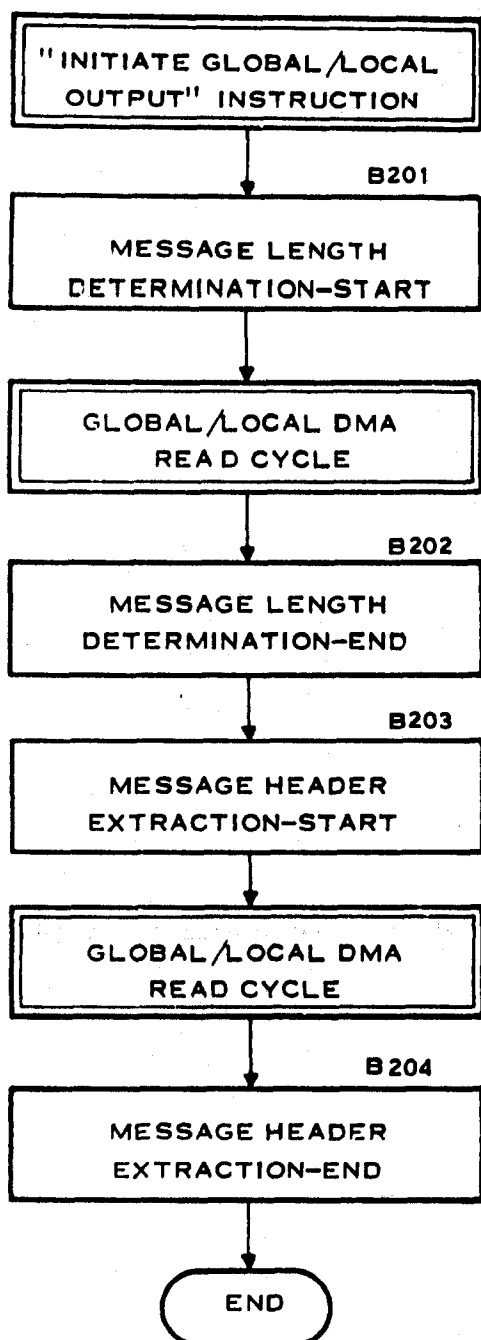 "INITIATE GLOBAL/LOCAL
OUTPUT" INSTRUCTION
B201
MESSAGE LENGTH
DETERMINATION-START
GLOBAL/LOCAL DMA
READ CYCLE
B202
MESSAGE LENGTH
DETERMINATION-END
B203
MESSAGE HEADER
EXTRACTION-START
GLOBAL/LOCAL DMA
READ CYCLE
B204
MESSAGE HEADER
EXTRACTION-END
END